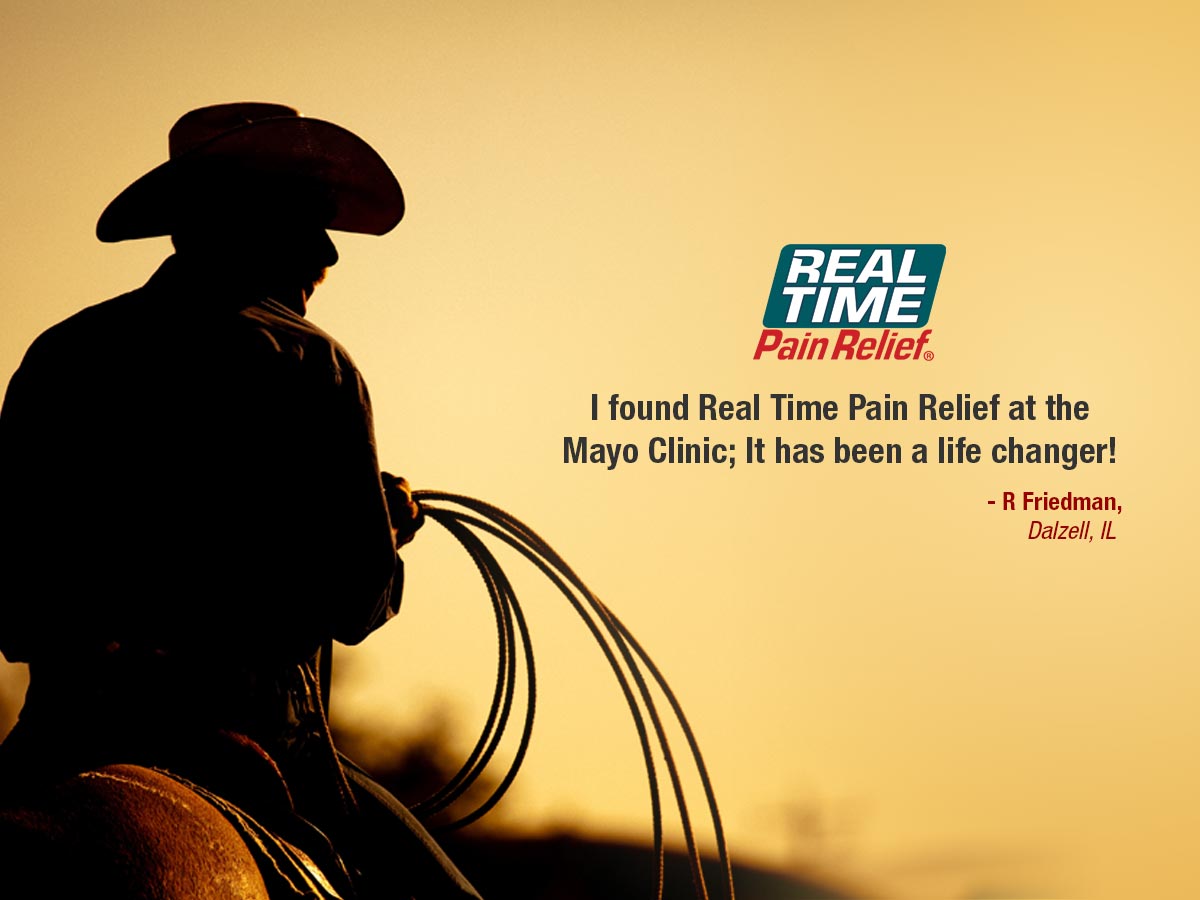 REAL
TIME
Pain Relief®
I found Real Time Pain Relief at the
Mayo Clinic; It has been a life changer!
- R Friedman,
Dalzell, IL